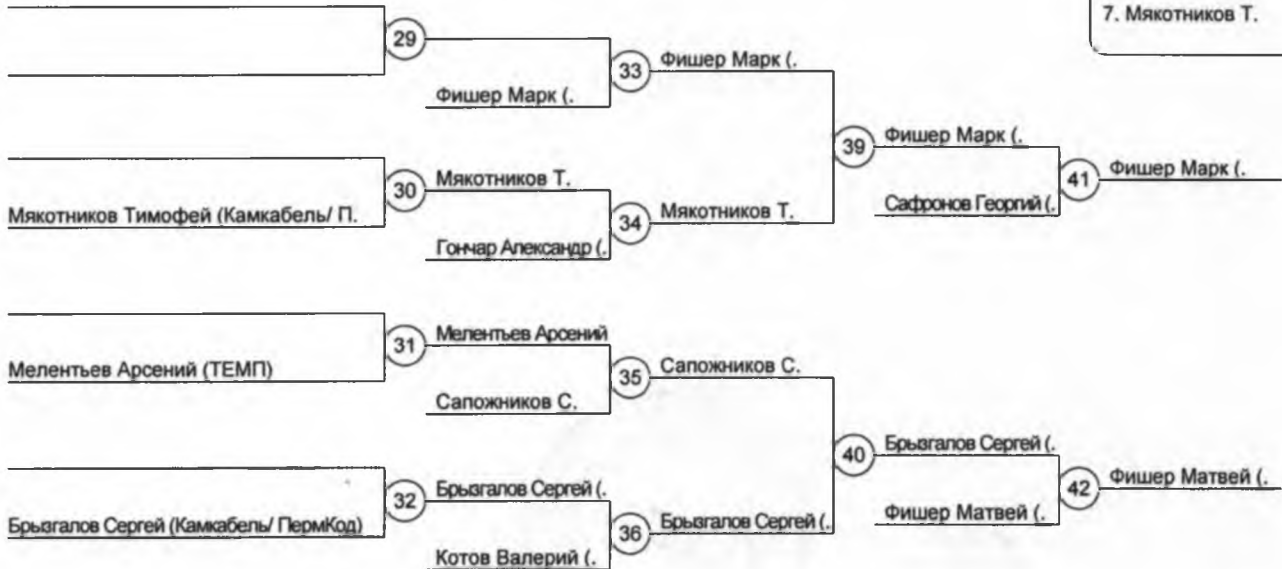 7. Мякотников Т.
29
33
Фишер Марк (.
Фишер Марк (.
39
Фишер Марк (.
41
Фишер Марк (.
30
Мякотников Т.
Сафронов Георгий (.
Мякотников Тимофей (Камкабель/ П.
34
Мякотников Т.
Гончар Александр (.
31
Мелентьев Арсений
Мелентьев Арсений (ТЕМП)
35
Сапожников С.
Сапожников С.
40
Брызгалов Сергей (.
42
Фишер Матвей (.
32
Брызгалов Сергей (.
Фишер Матвей (.
Брызгалов Сергей (Камкабель/ ПермКод)
36
Брызгалов Сергей (.
Котов Валерий (.